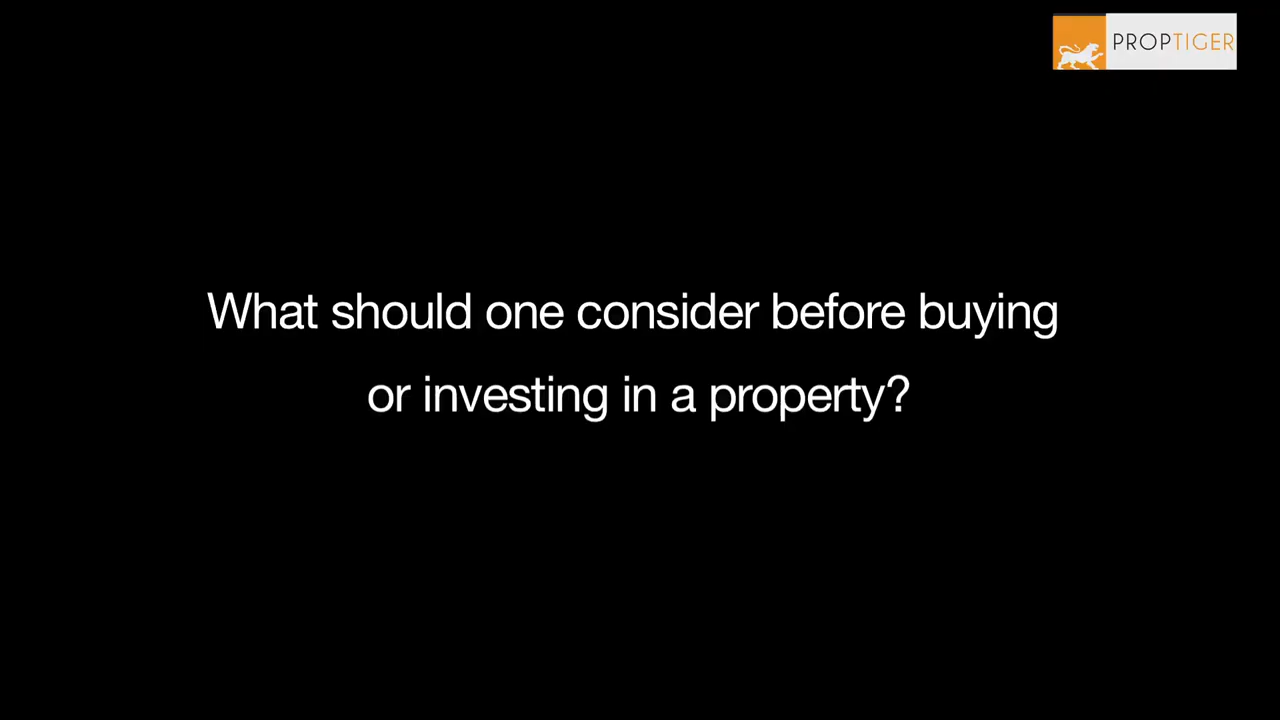 PROPTIGER
What should one consider before buying
or investing in a property?